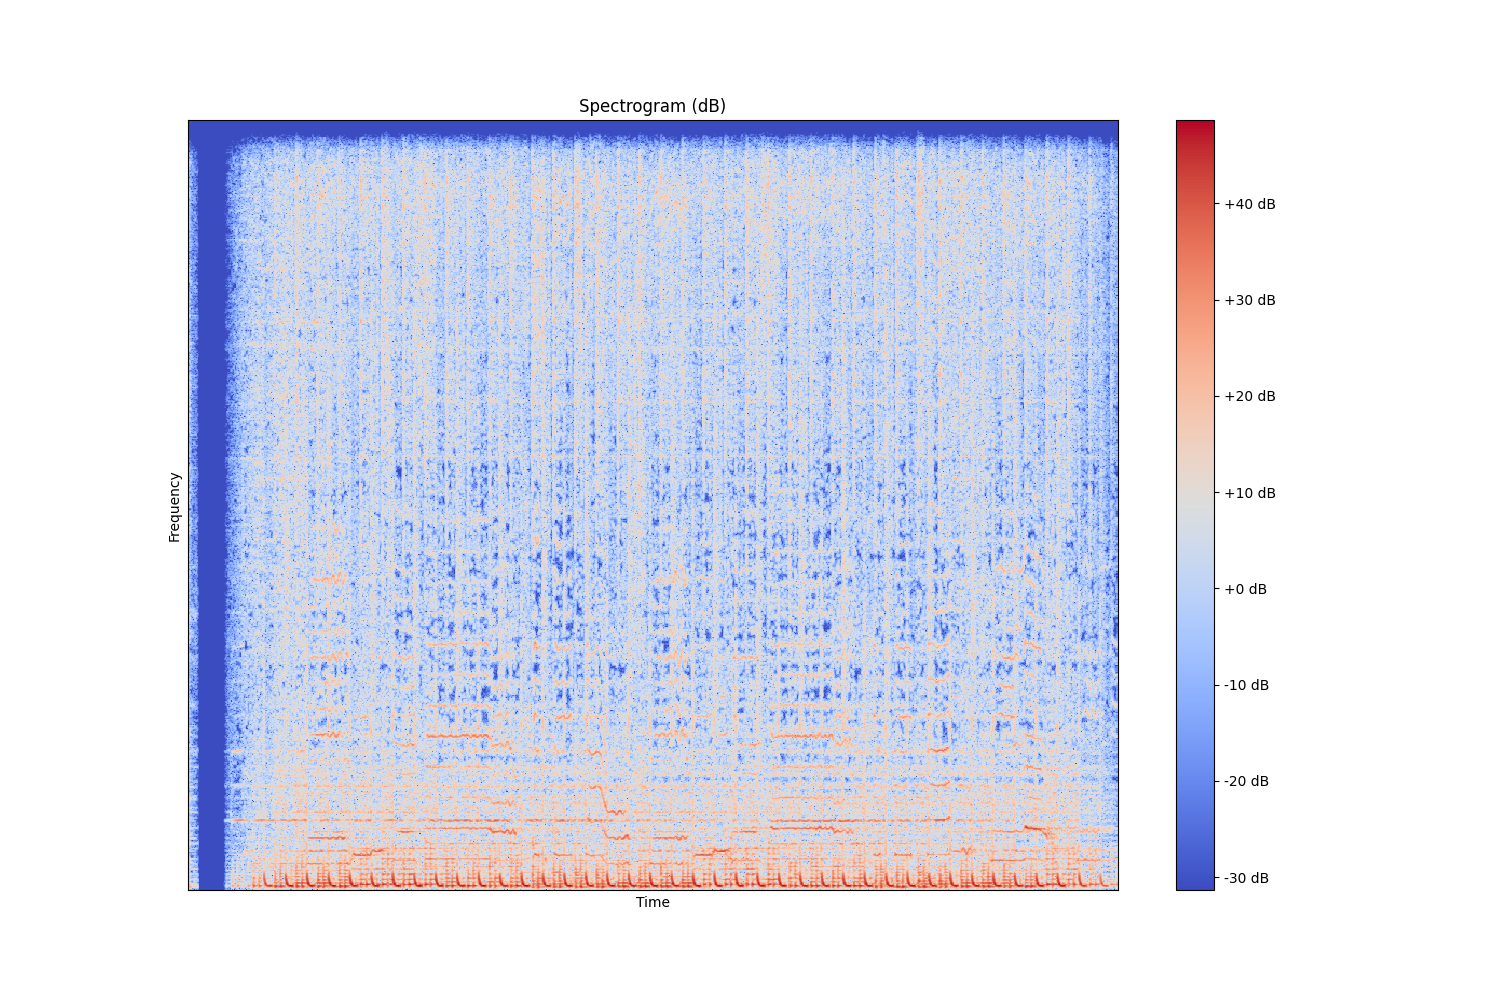 Spectrogram (dB)
Frequency
Time
+40 dB
+30 dB
+20 dB
+10 dB
+0 dB
-10 dB
-20 dB
-30 dB